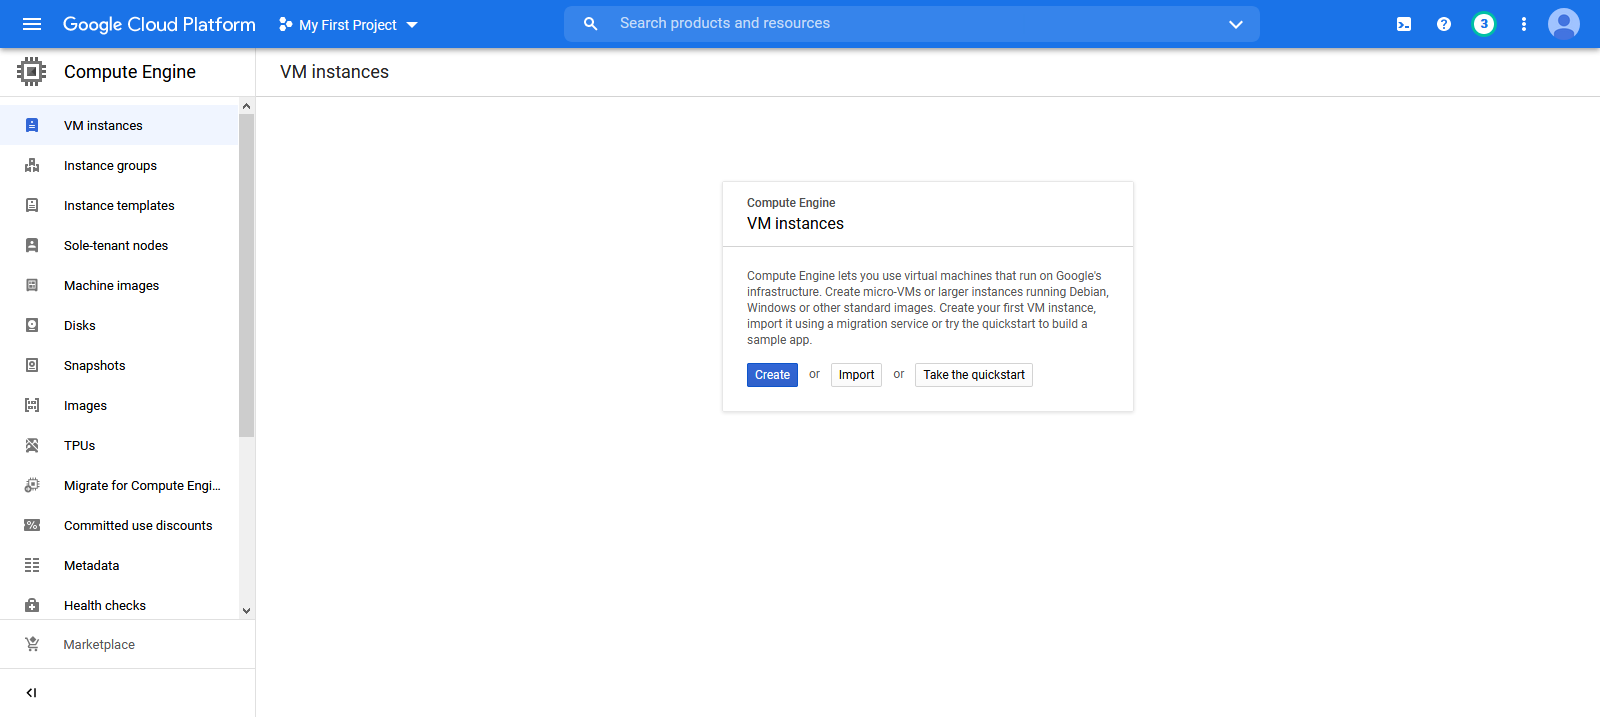 Google Cloud Platform
My First Project
Search products and resources
3
Compute Engine
VM instances
VM instances
Instance groups
Instance templates
Sole-tenant nodes
Machine images
Disks
Snapshots
Images
TPUs
Migrate for Compute Engi...
Committed use discounts
Metadata
Health checks
Marketplace
Compute Engine
VM instances
Compute Engine lets you use virtual machines that run on Google's
infrastructure. Create micro-VMs or larger instances running Debian,
Windows or other standard images. Create your first VM instance,
import it using a migration service or try the quickstart to build a
sample app.
Create or Import or Take the quickstart